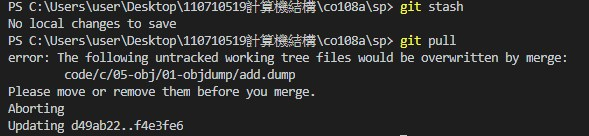 PS C:\Users\user\Desktop\110710519計算機結構\co108a\sp> git stash
No local changes to save
PS C:\Users\user\Desktop\110710519計算機結構\co108a\sp> git pull
error: The following untracked working tree files would be overwritten by merge:
        code/c/05-obj/01-objdump/add.dump
Please move or remove them before you merge.
Aborting
Updating d49ab22..f4e3fe6